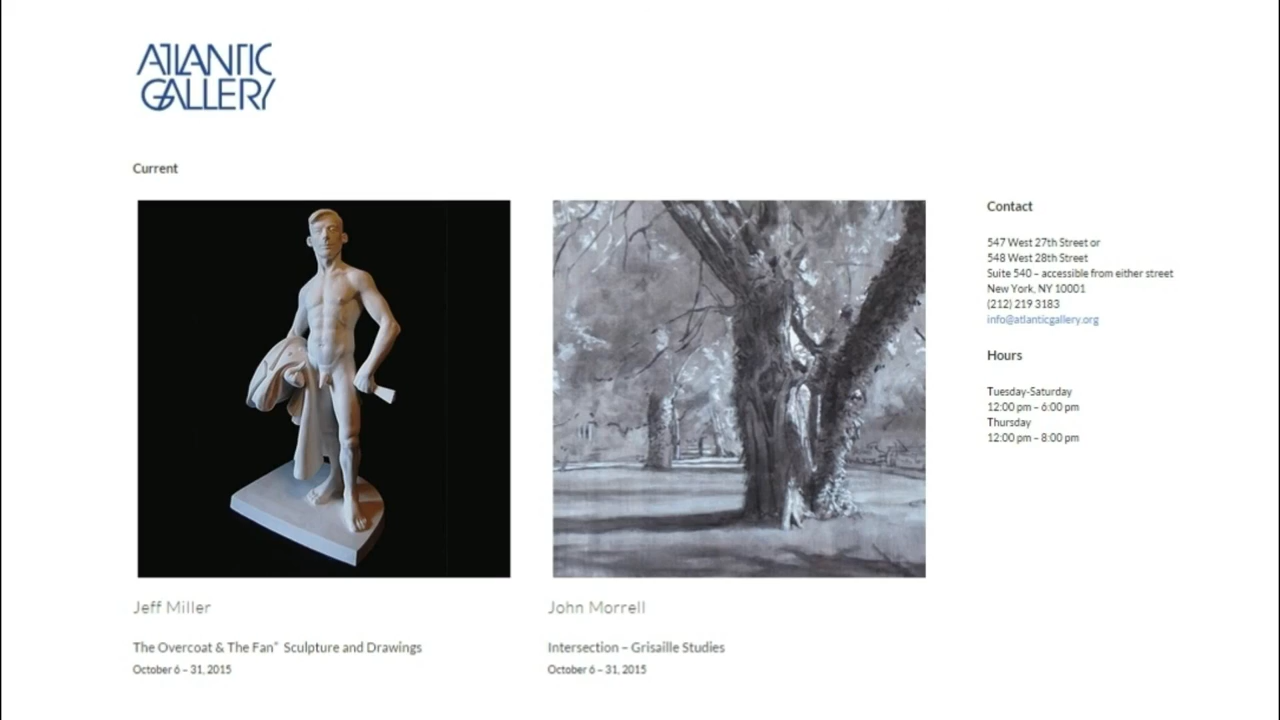 ATLANTIC
GALLERY
Current
Jeff Miller
The Overcoat & The Fan" Sculpture and Drawings
October 6 – 31, 2015
John Morrell
Intersection – Grisaille Studies
October 6 – 31, 2015
Contact
547 West 27th Street or
548 West 28th Street
Suite 540 – accessible from either street
New York, NY 10001
(212) 219 3183
info@atlanticgallery.org
Hours
Tuesday-Saturday
12:00 pm – 6:00 pm
Thursday
12:00 pm – 8:00 pm